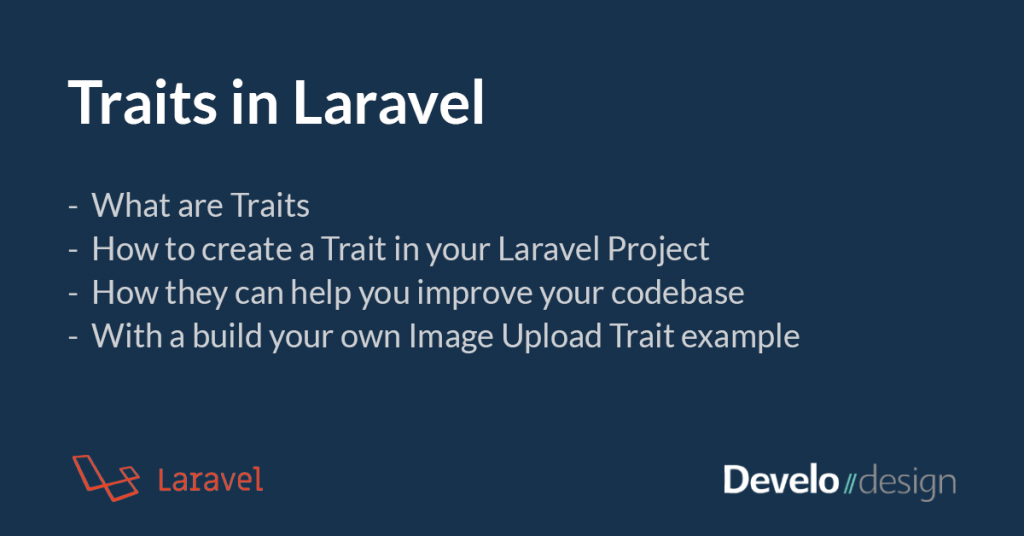 Traits in Laravel
- What are Traits
- How to create a Trait in your Laravel Project
- How they can help you improve your codebase
- With a build your own Image Upload Trait example
Laravel
Develo//design